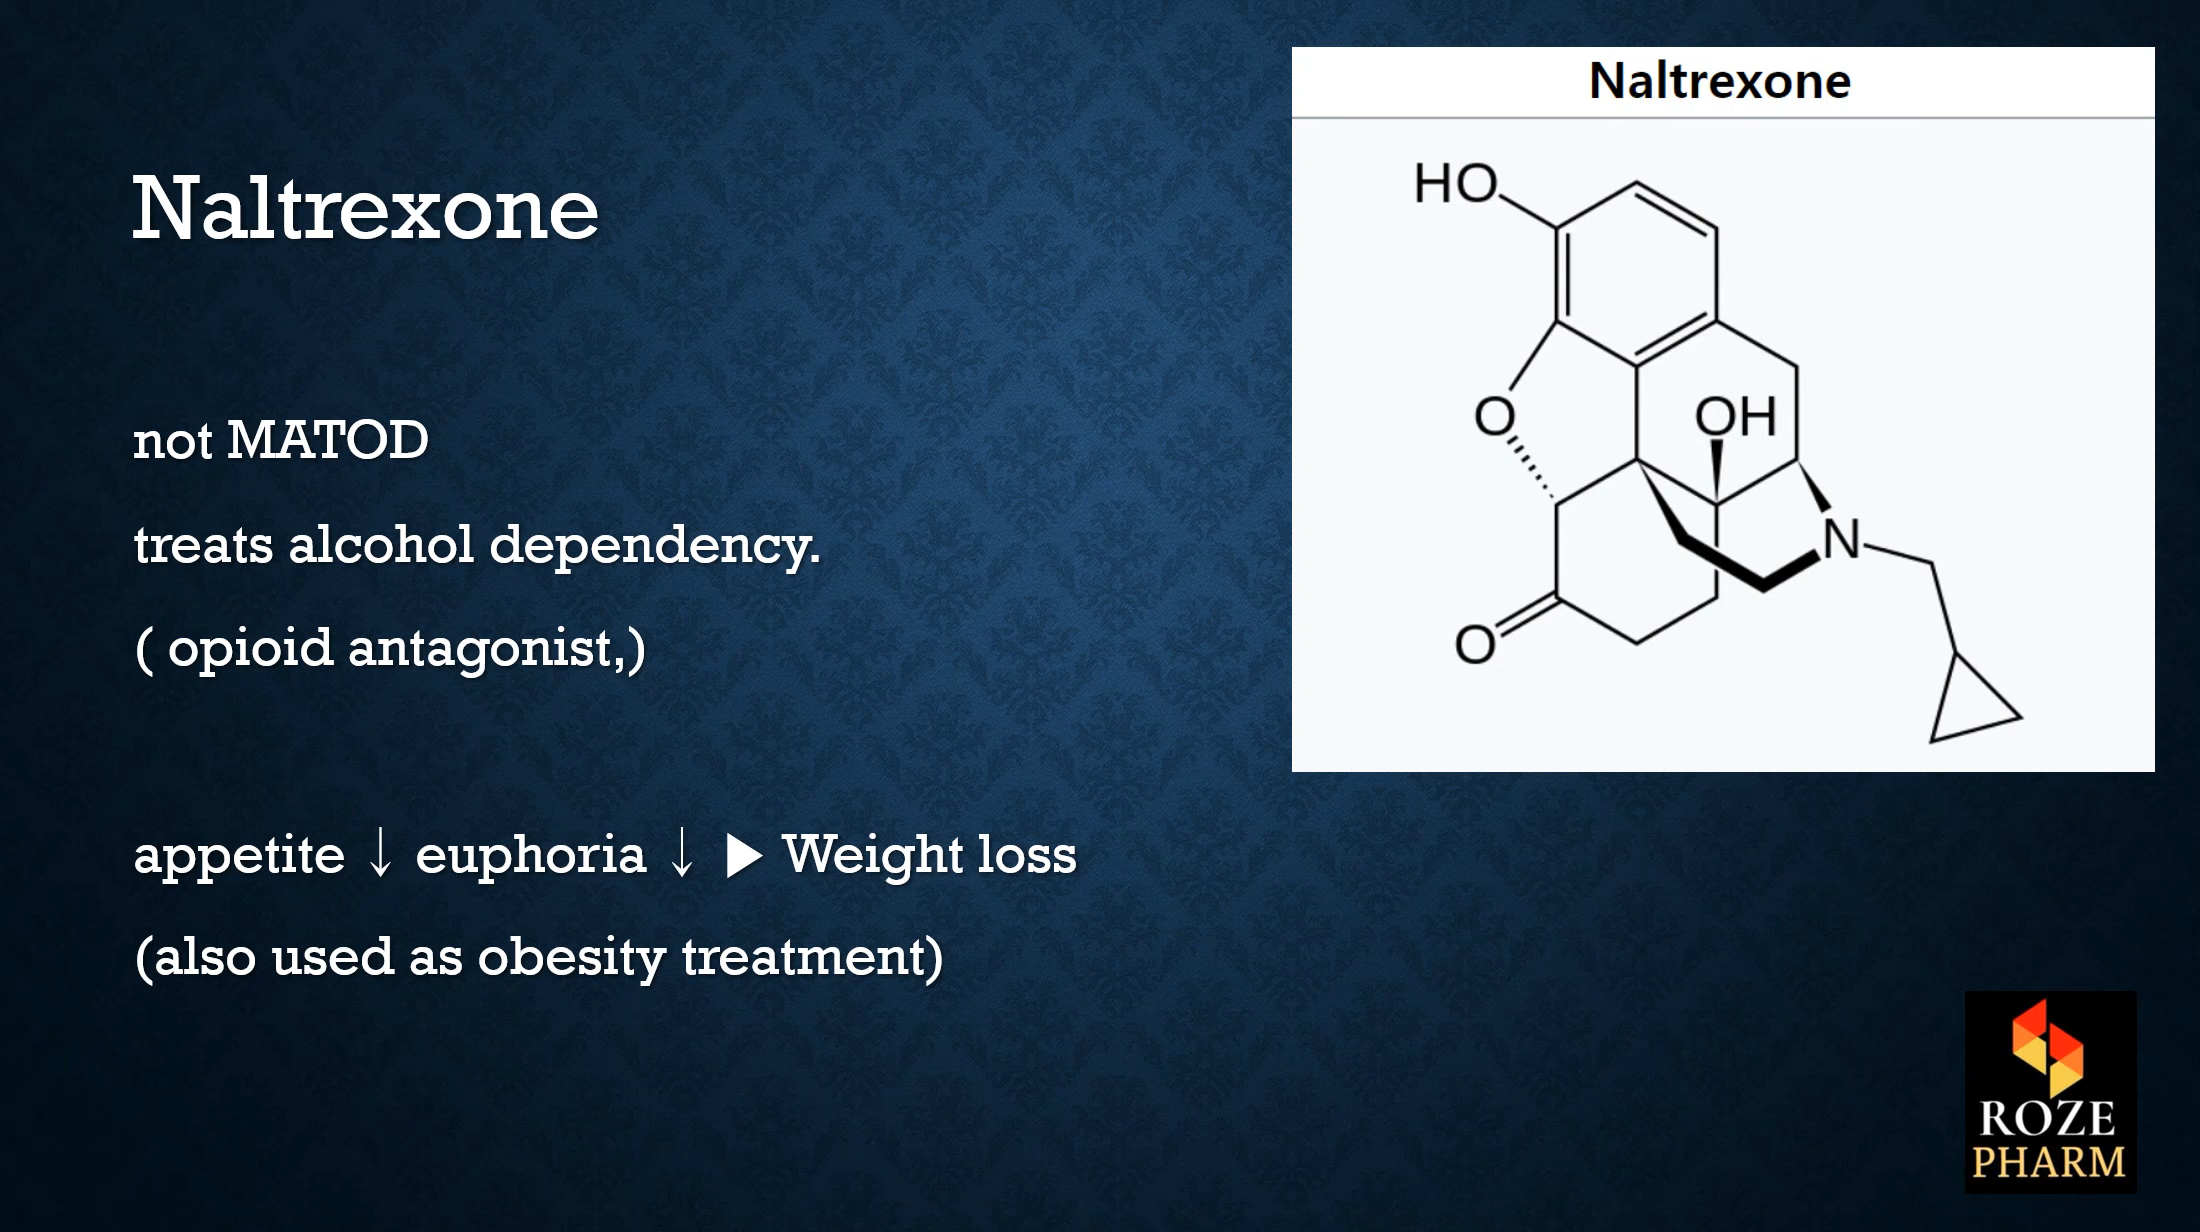 Naltrexone
not MATOD
treats alcohol dependency.
( opioid antagonist,)
appetite ↓ euphoria ↓ ▶ Weight loss
(also used as obesity treatment)
Naltrexone
HO
O
OH
N
O
ROZE
PHARM